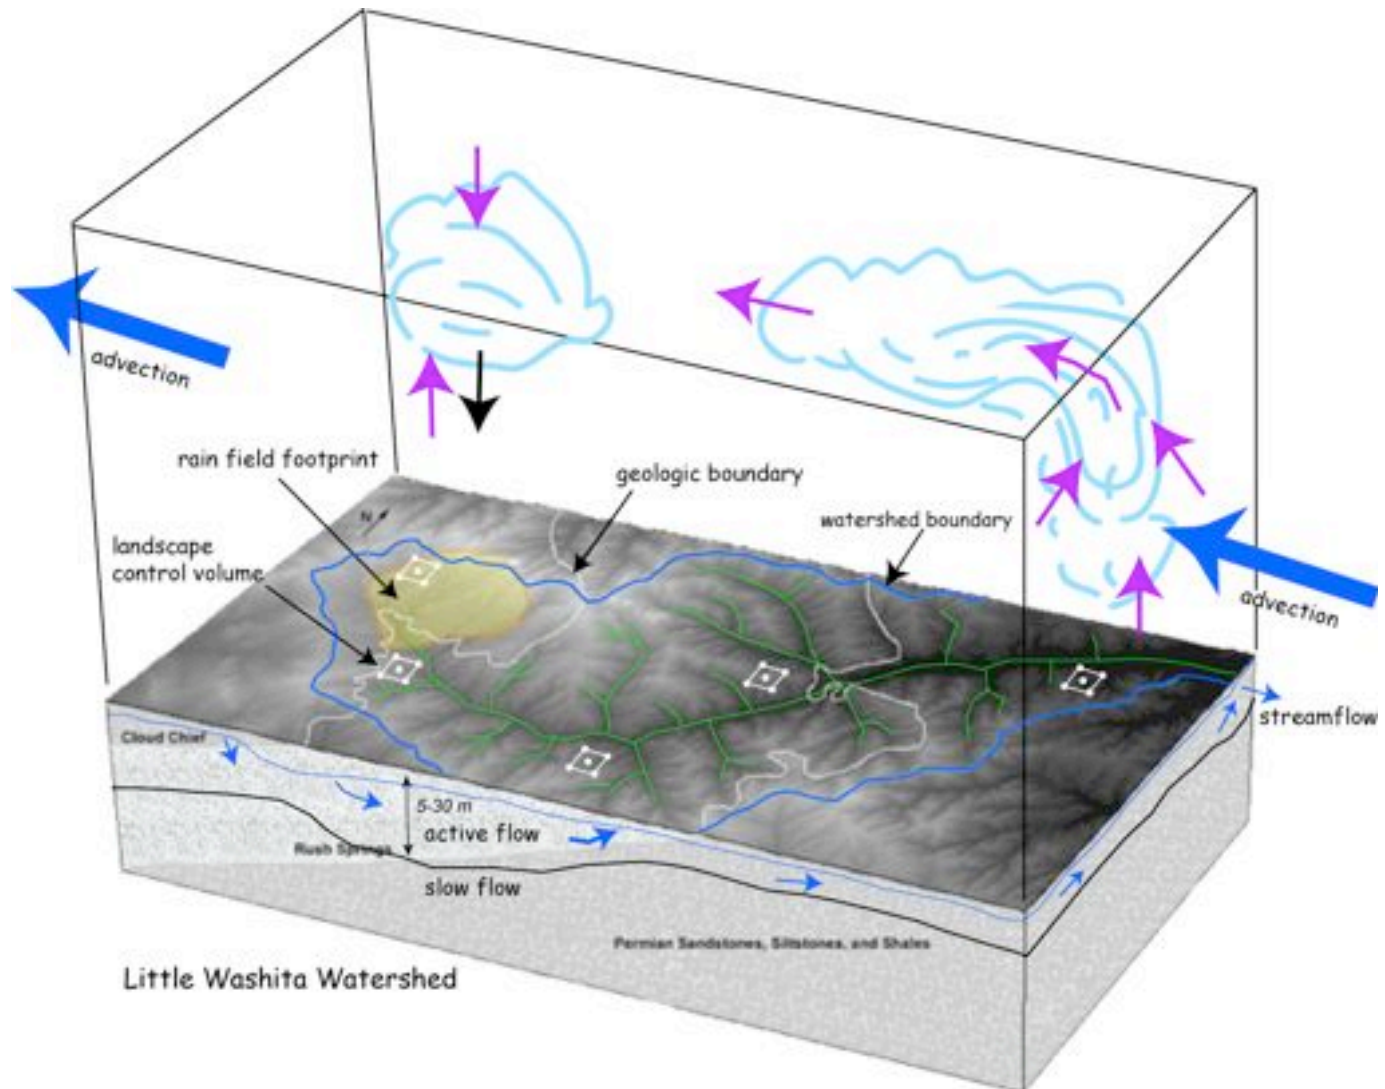 advection
rain field footprint
geologic boundary
N
watershed boundary
landscape
control volume
advection
streamflow
Cloud Chief
5-30 m
active flow
Rush Springs
slow flow
Permian Sandstones, Siltstones, and Shales
Little Washita Watershed